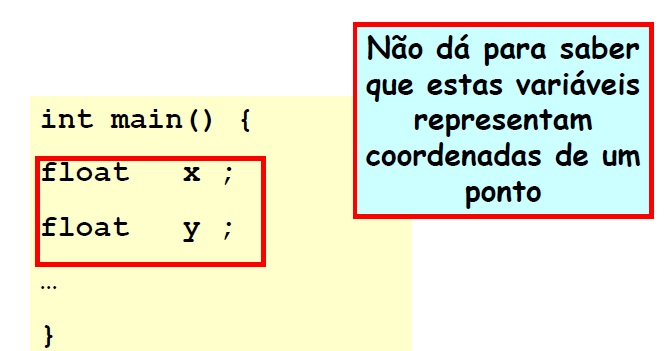 Não dá para saber
que estas variáveis
representam
coordenadas de um
ponto
int main() {
float x ;
float y ;
…
}